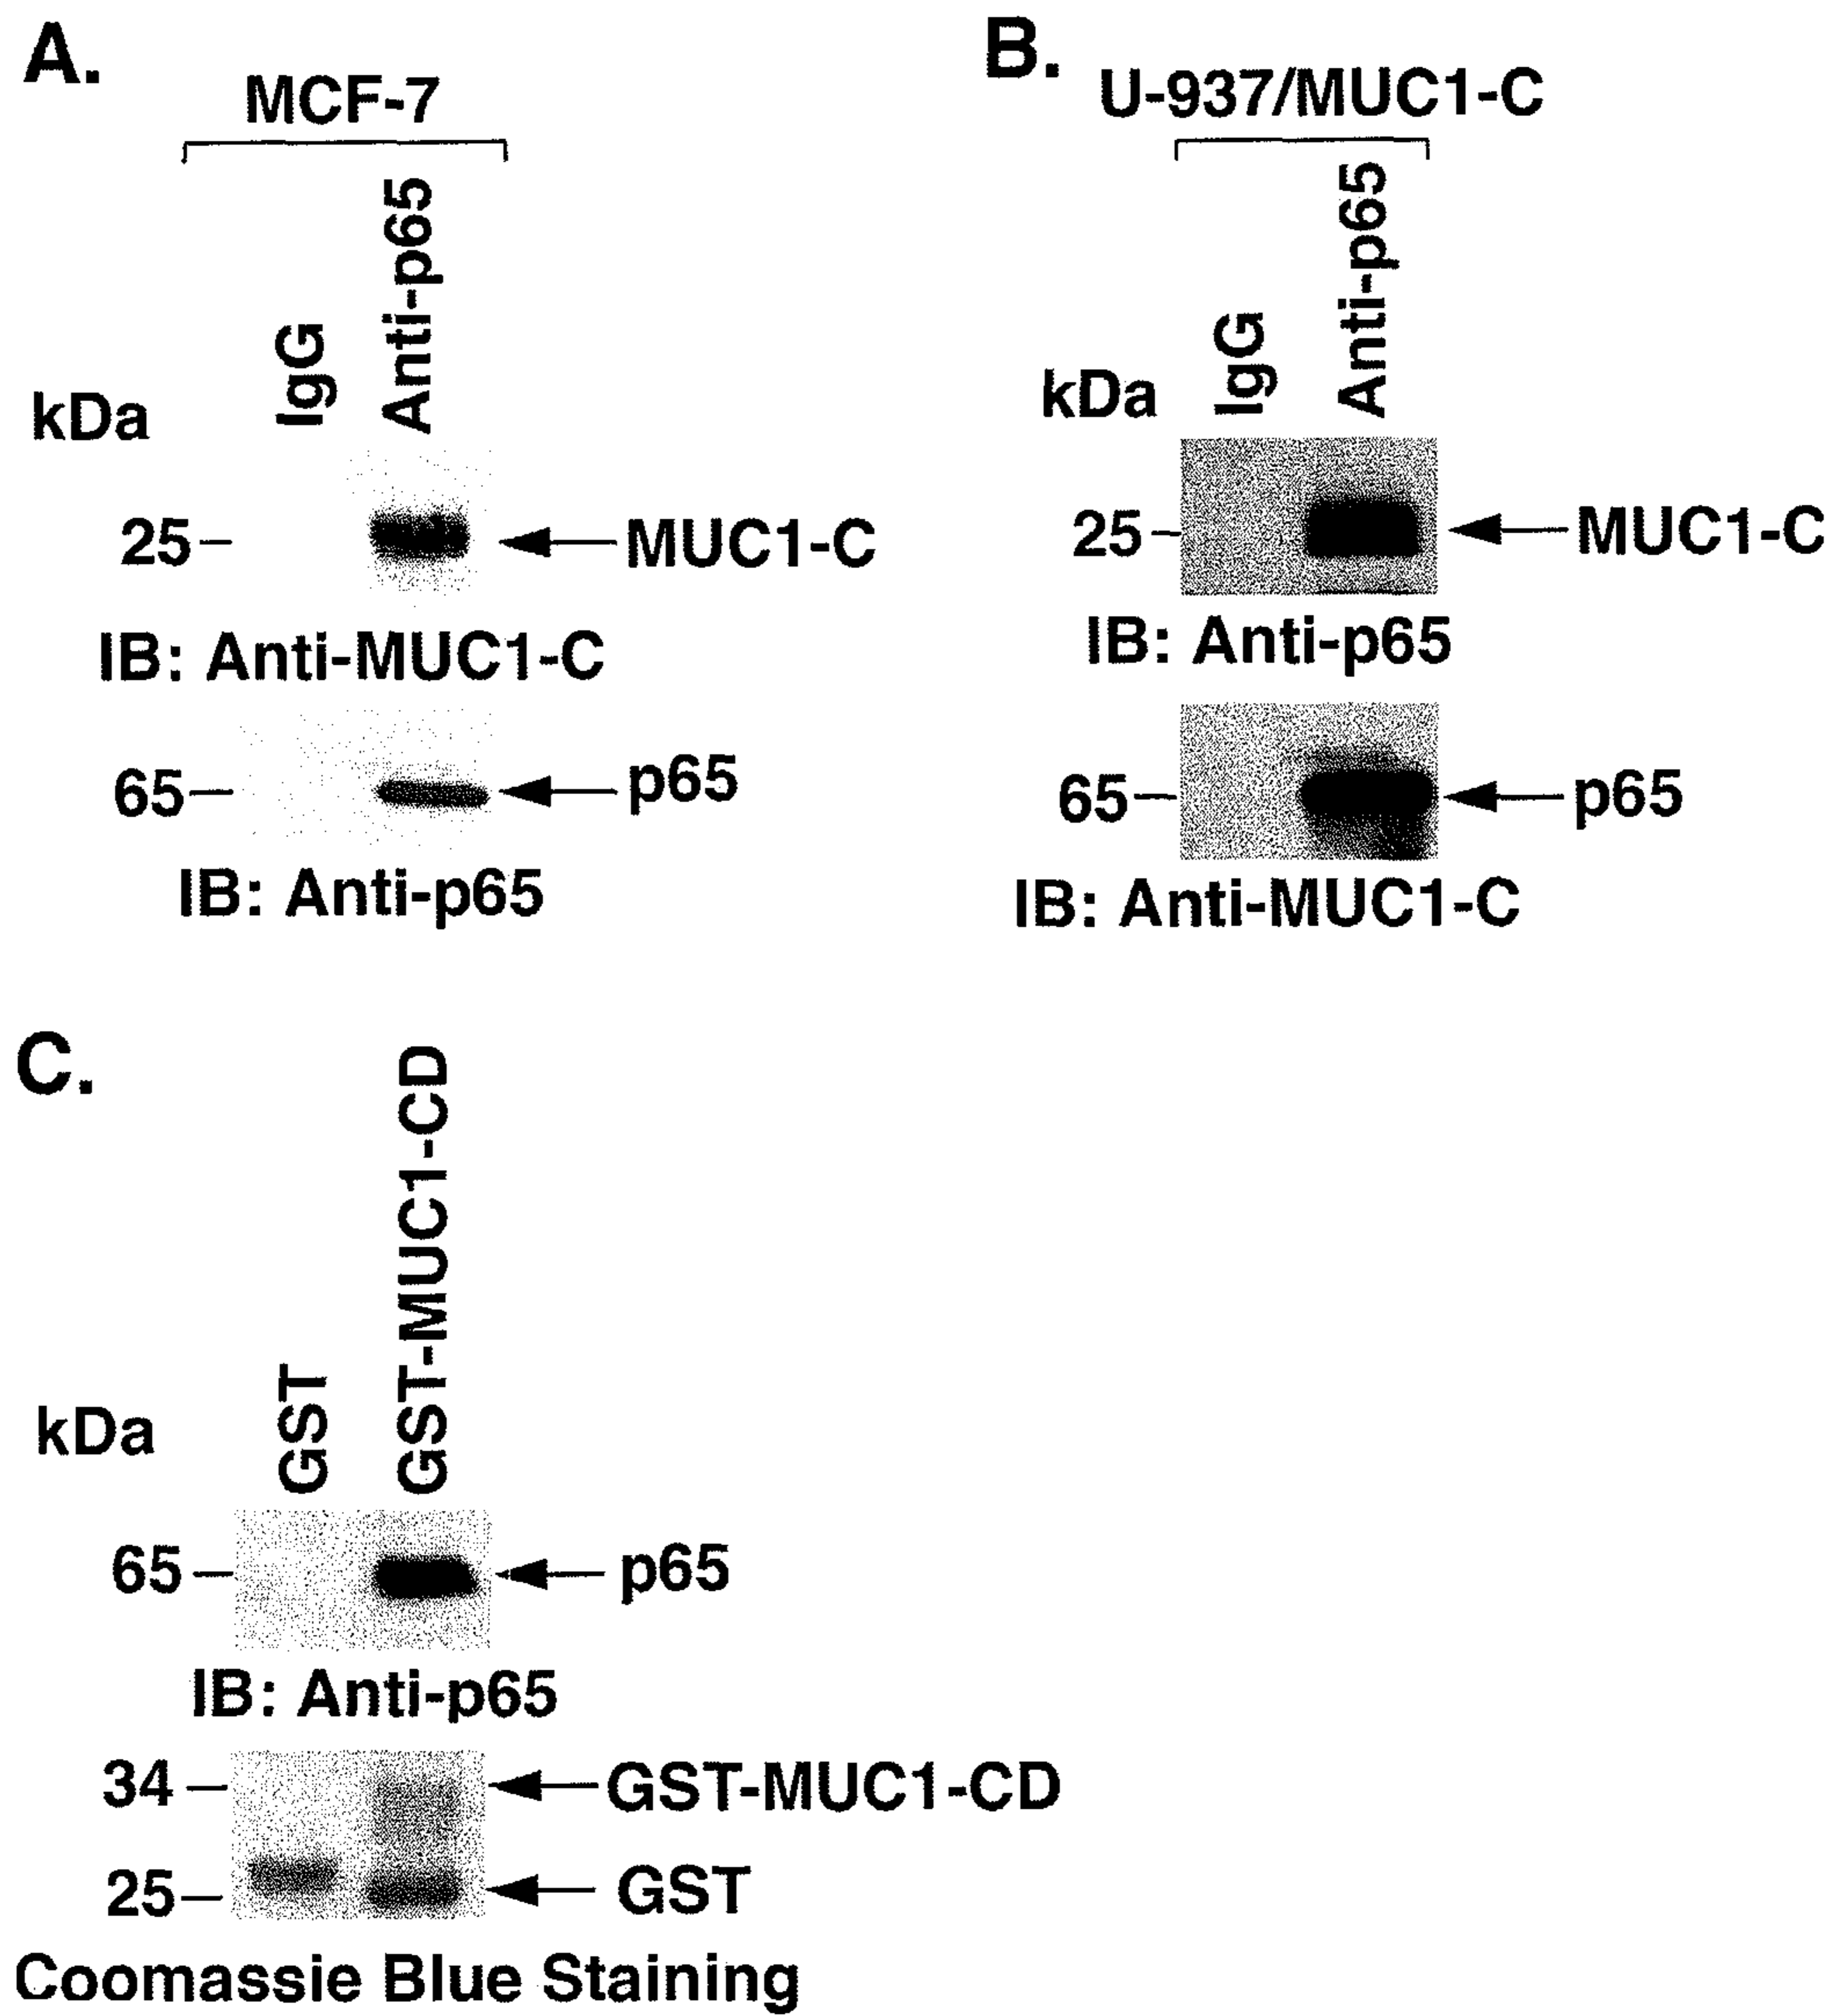 A.
MCF-7
IgG
Anti-p65
kDa
25
MUC1-C
IB: Anti-MUC1-C
65
p65
IB: Anti-p65
B.
U-937/MUC1-C
IgG
Anti-p65
kDa
25
MUC1-C
IB: Anti-p65
65
p65
IB: Anti-MUC1-C
C.
GST
GST-MUC1-CD
kDa
65
p65
IB: Anti-p65
34
GST-MUC1-CD
25
GST
Coomassie Blue Staining